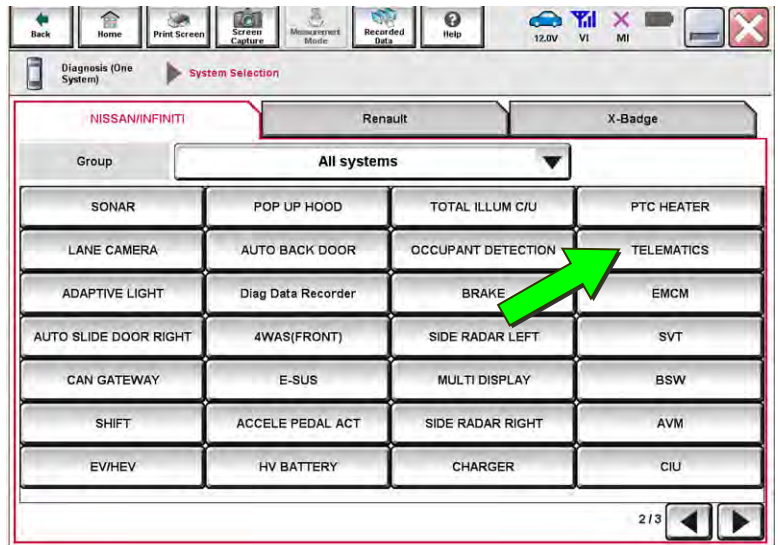 Back Home Print Screen Screen Capture Measurement Mode Recorded Data Help 12.0V VI MI
Diagnosis (One System) System Selection
NISSAN/INFINITI Renault X-Badge
Group All systems
SONAR POP UP HOOD TOTAL ILLUM C/U PTC HEATER
LANE CAMERA AUTO BACK DOOR OCCUPANT DETECTION TELEMATICS
ADAPTIVE LIGHT Diag Data Recorder BRAKE EMCM
AUTO SLIDE DOOR RIGHT 4WAS(FRONT) SIDE RADAR LEFT SVT
CAN GATEWAY E-SUS MULTI DISPLAY BSW
SHIFT ACCELE PEDAL ACT SIDE RADAR RIGHT AVM
EV/HEV HV BATTERY CHARGER CIU
2/3